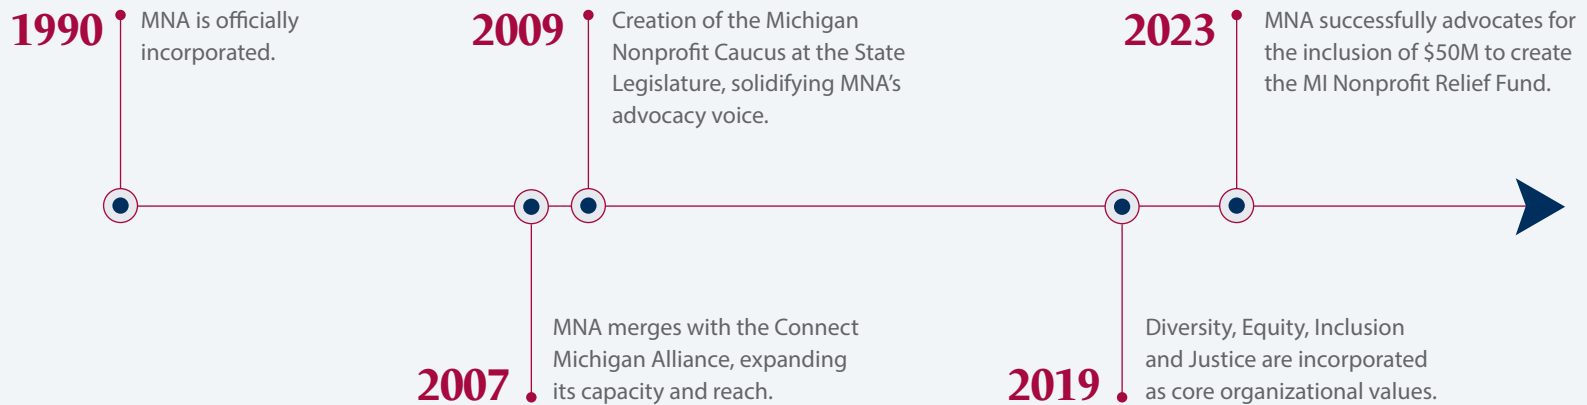 1990
MNA is officially
incorporated.
2007
MNA merges with the Connect
Michigan Alliance, expanding
its capacity and reach.
2009
Creation of the Michigan
Nonprofit Caucus at the State
Legislature, solidifying MNA’s
advocacy voice.
2019
Diversity, Equity, Inclusion
and Justice are incorporated
as core organizational values.
2023
MNA successfully advocates for
the inclusion of $50M to create
the MI Nonprofit Relief Fund.